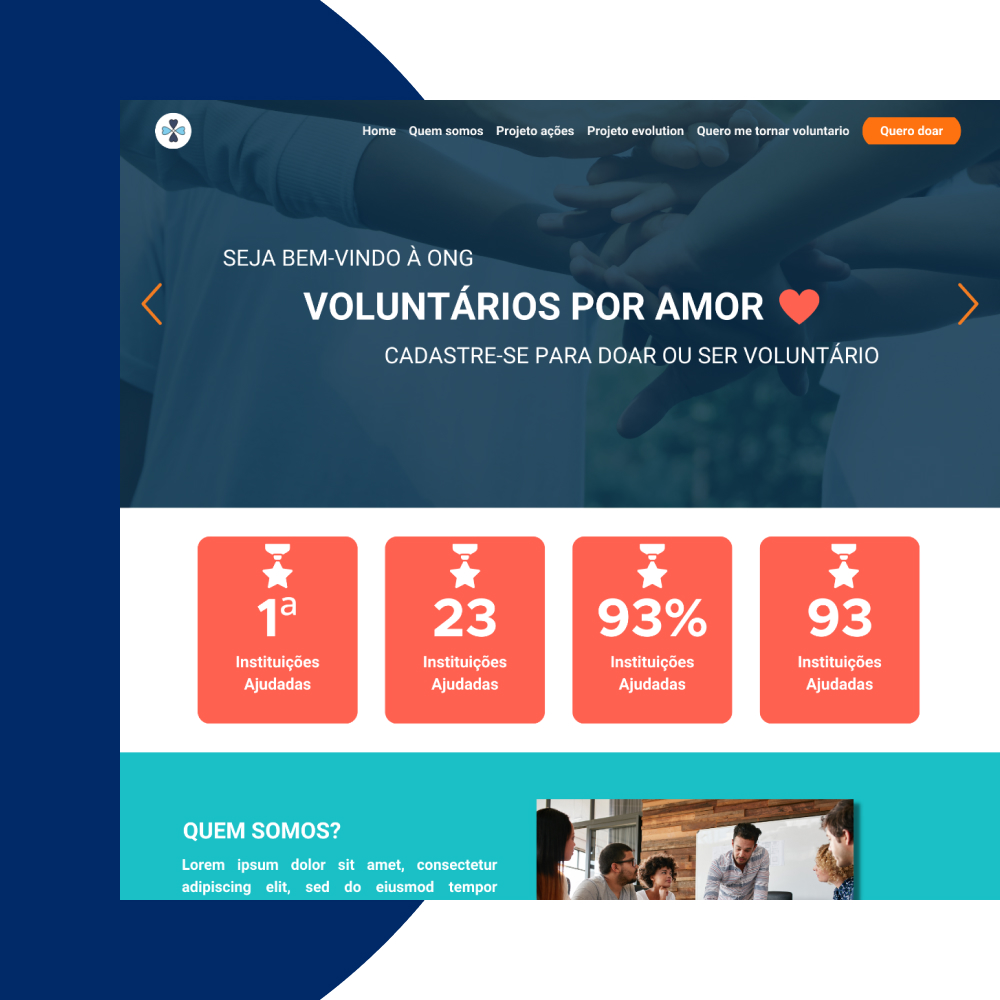 Home Quem somos Projeto ações Projeto evolution Quero me tornar voluntario Quero doar
SEJA BEM-VINDO À ONG
VOLUNTÁRIOS POR AMOR
CADASTRE-SE PARA DOAR OU SER VOLUNTÁRIO
1ª
Instituições
Ajudadas
23
Instituições
Ajudadas
93%
Instituições
Ajudadas
93
Instituições
Ajudadas
QUEM SOMOS?
Lorem ipsum dolor sit amet, consectetur
adipiscing elit, sed do eiusmod tempor